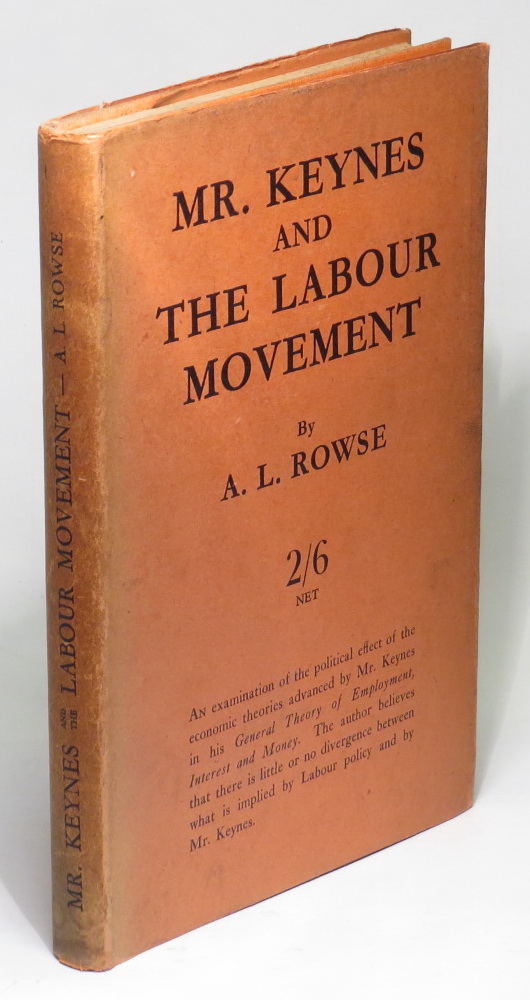 MR. KEYNES
AND
THE LABOUR
MOVEMENT
By
A. L. ROWSE
2/6
NET
AN examination of the political effect of the
economic theories advanced by Mr. Keynes
in his General Theory of Employment,
Interest and Money. The author believes
that there is little or no divergence between
what is implied by Labour policy and by
Mr. Keynes.
MR. KEYNES AND THE LABOUR MOVEMENT — A. L ROWSE